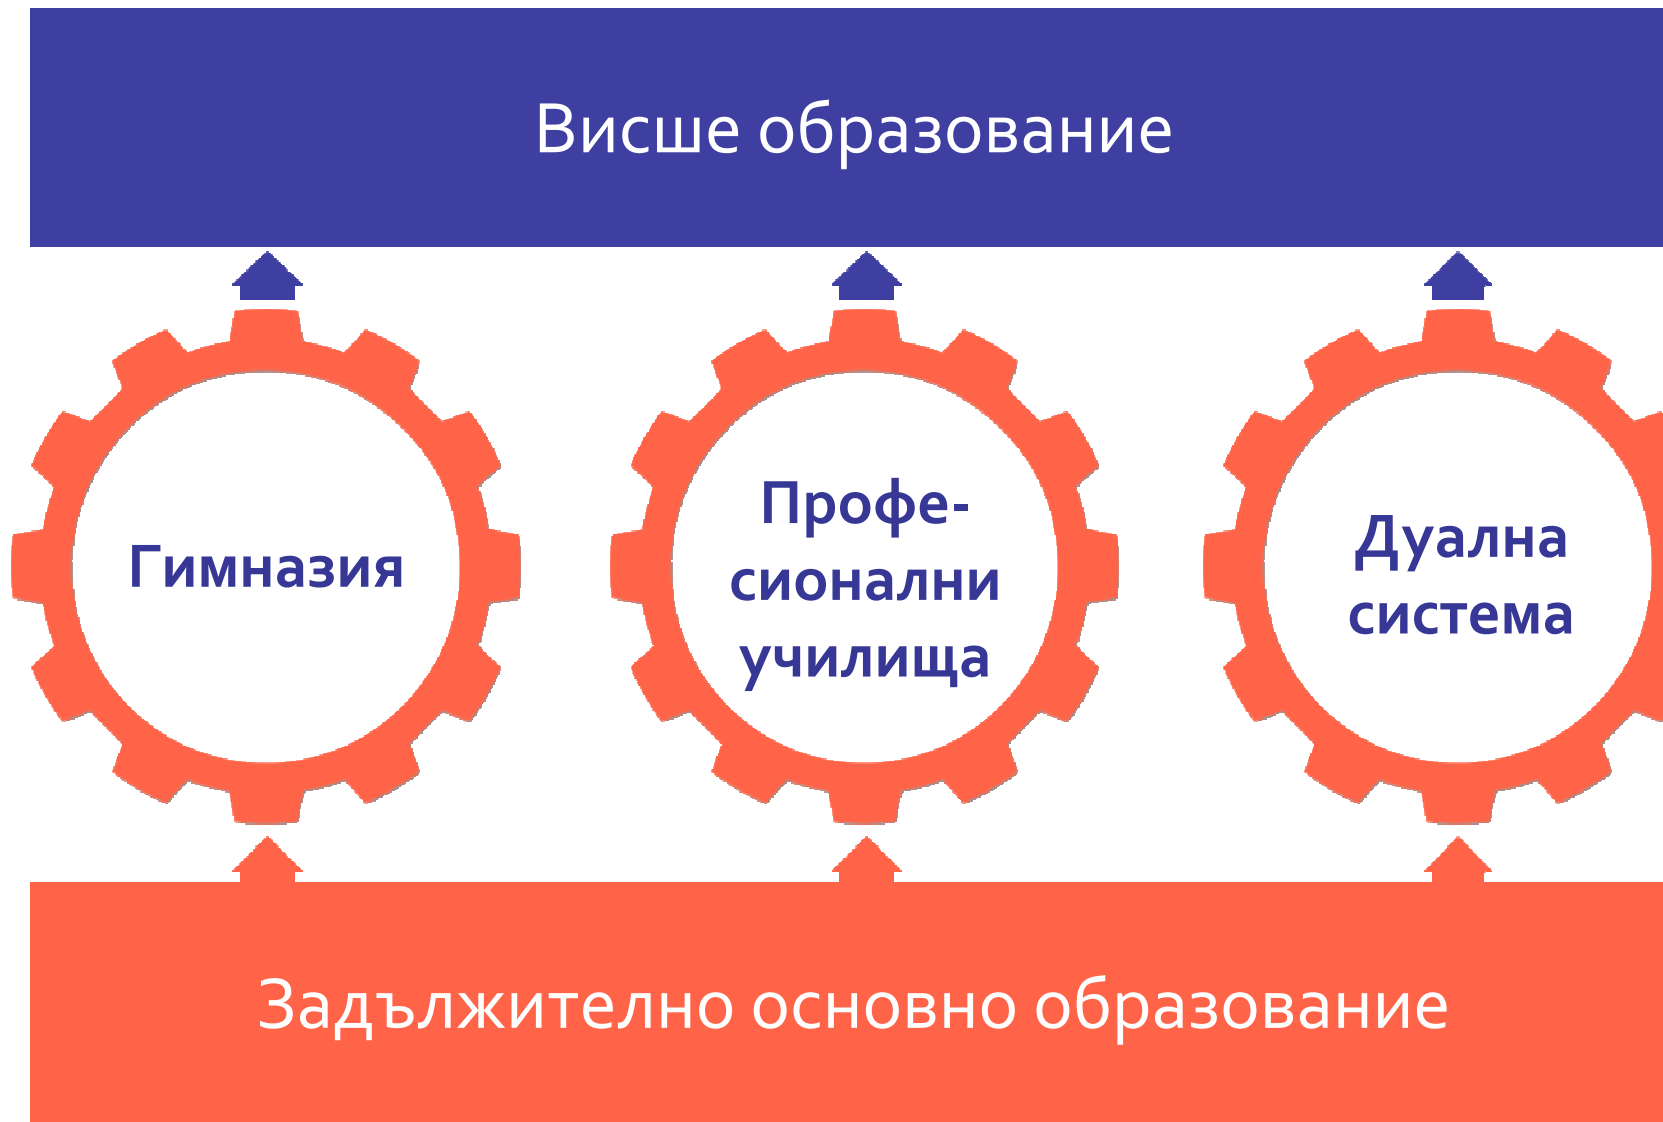 Висше образование
Гимназия
Профе-
сионални
училища
Дуална
система
Задължително основно образование